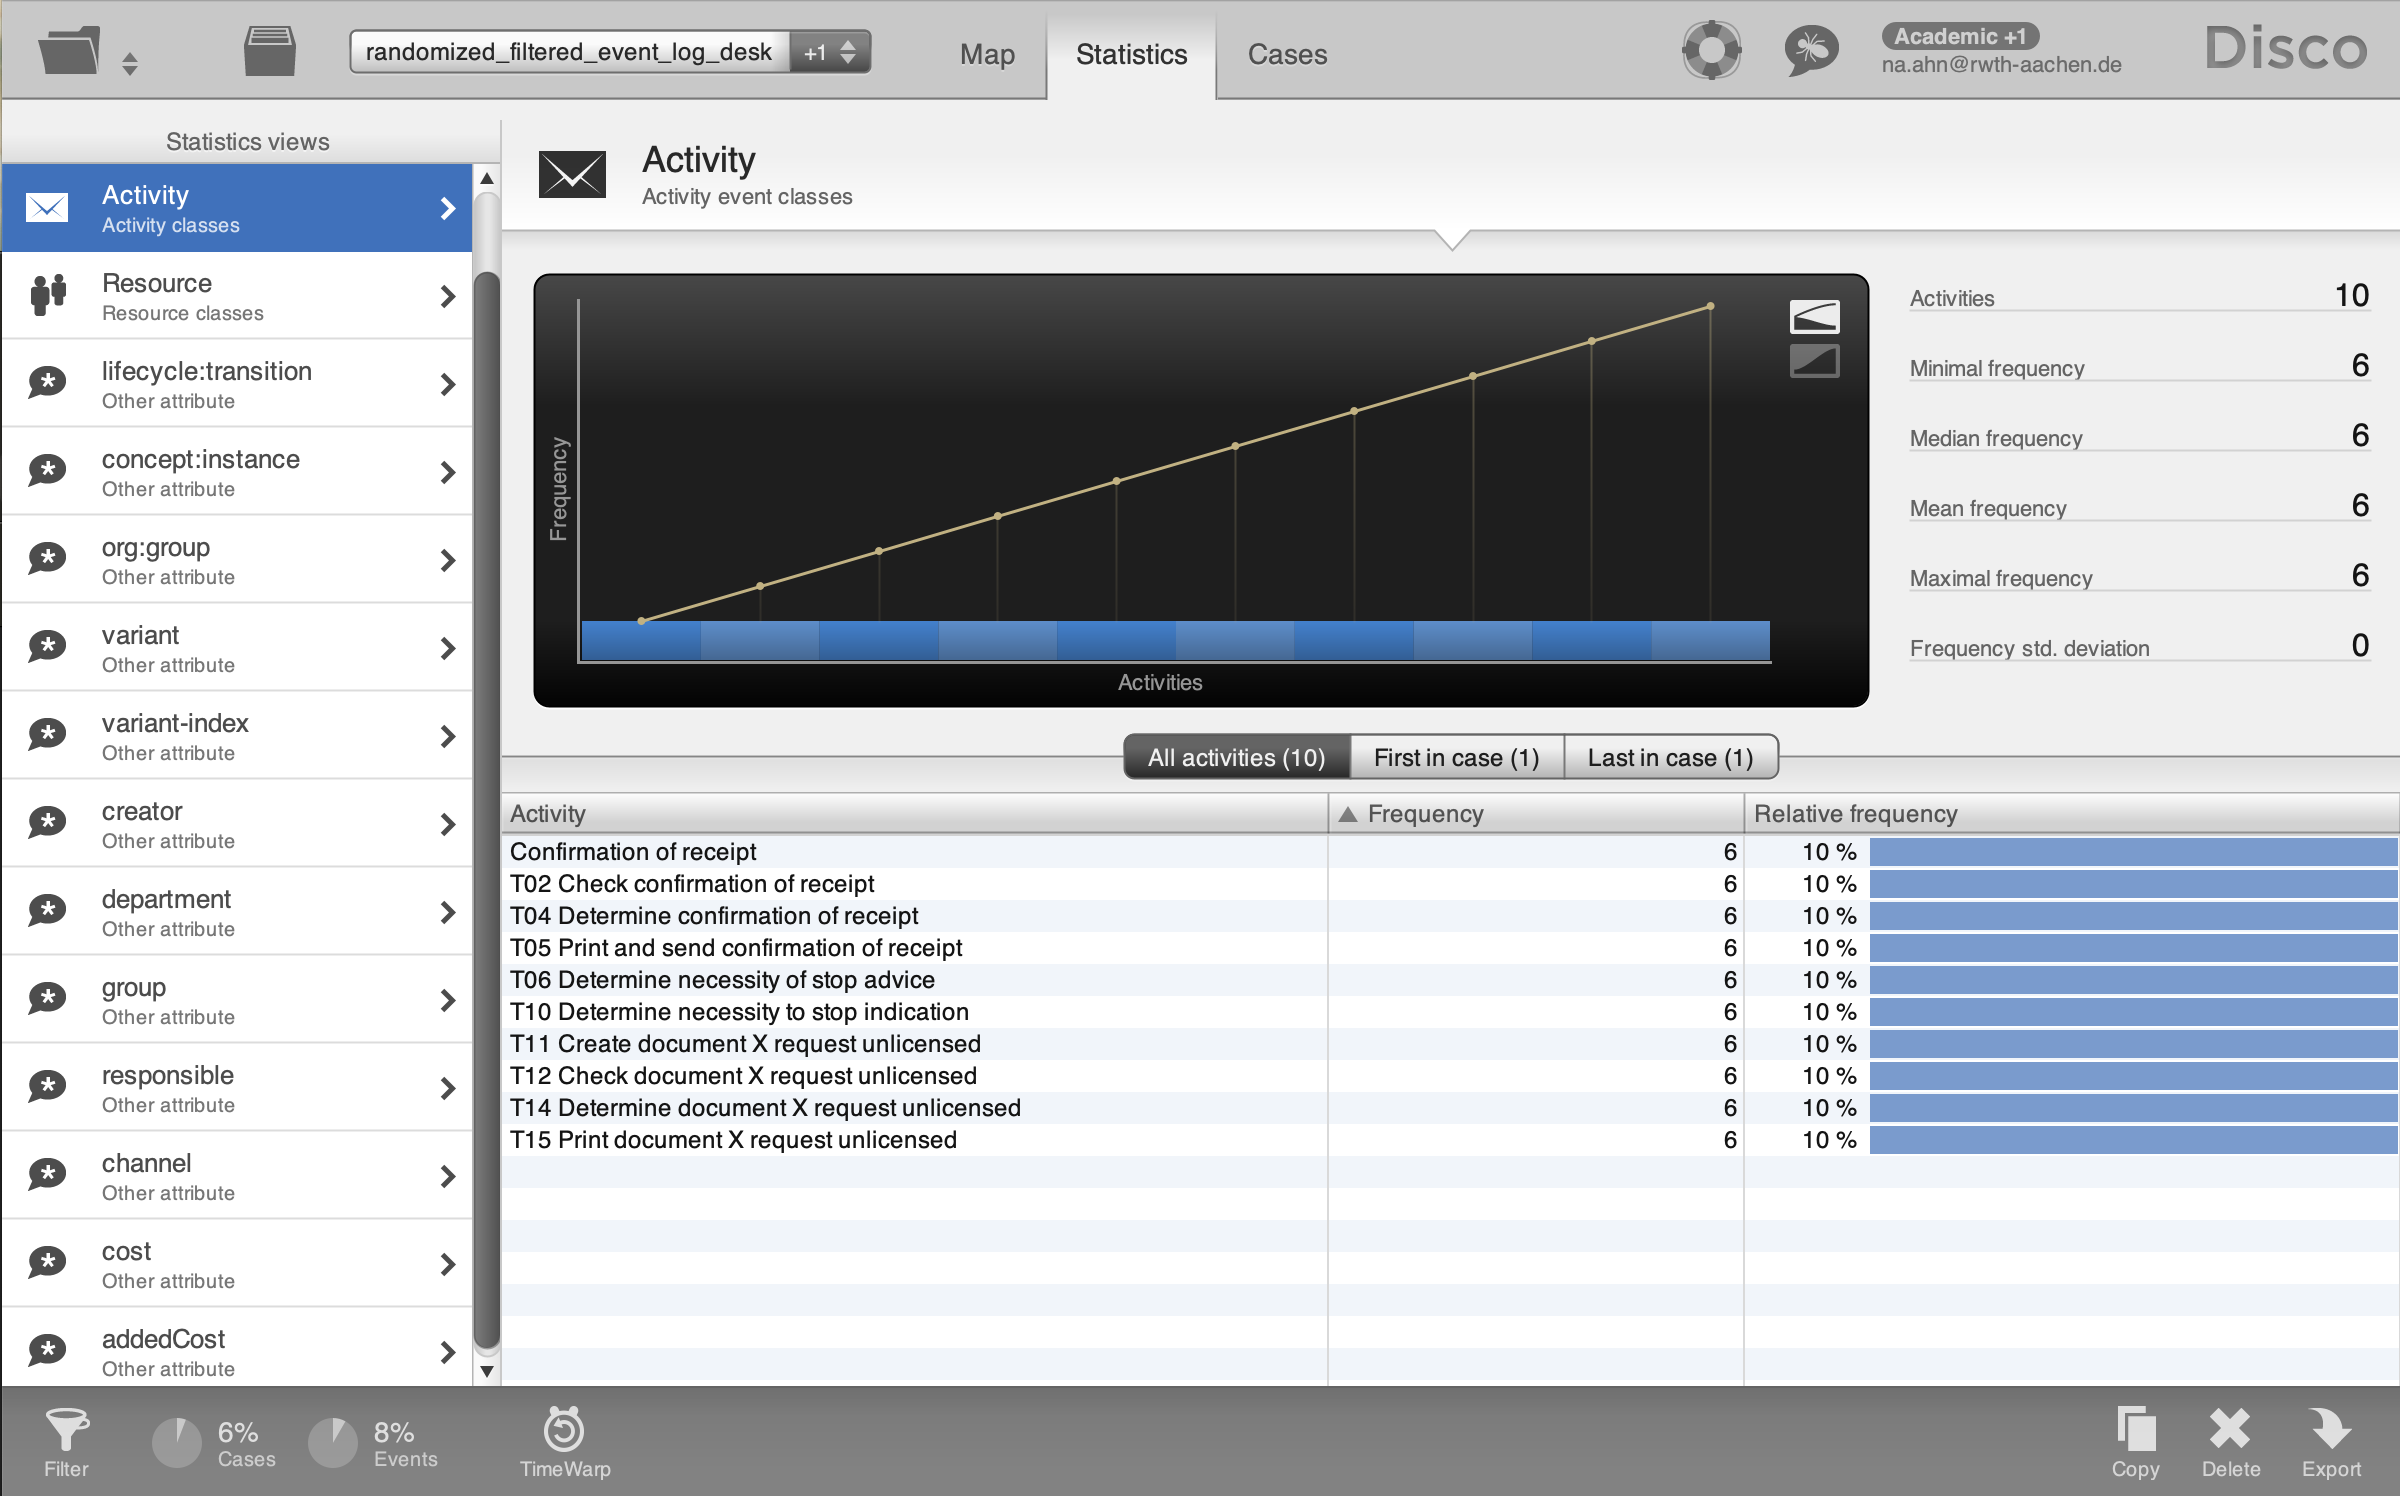 randomized_filtered_event_log_desk +1
Map
Statistics
Cases
Academic +1
na.ahn@rwth-aachen.de
Disco
Statistics views
Activity
Activity classes
Resource
Resource classes
lifecycle:transition
Other attribute
concept:instance
Other attribute
org:group
Other attribute
variant
Other attribute
variant-index
Other attribute
creator
Other attribute
department
Other attribute
group
Other attribute
responsible
Other attribute
channel
Other attribute
cost
Other attribute
addedCost
Other attribute
Activity
Activity event classes
Frequency
Activities
Activities 10
Minimal frequency 6
Median frequency 6
Mean frequency 6
Maximal frequency 6
Frequency std. deviation 0
All activities (10) First in case (1) Last in case (1)
Activity Frequency Relative frequency
Confirmation of receipt 6 10 %
T02 Check confirmation of receipt 6 10 %
T04 Determine confirmation of receipt 6 10 %
T05 Print and send confirmation of receipt 6 10 %
T06 Determine necessity of stop advice 6 10 %
T10 Determine necessity to stop indication 6 10 %
T11 Create document X request unlicensed 6 10 %
T12 Check document X request unlicensed 6 10 %
T14 Determine document X request unlicensed 6 10 %
T15 Print document X request unlicensed 6 10 %
Filter
6%
Cases
8%
Events
TimeWarp
Copy
Delete
Export